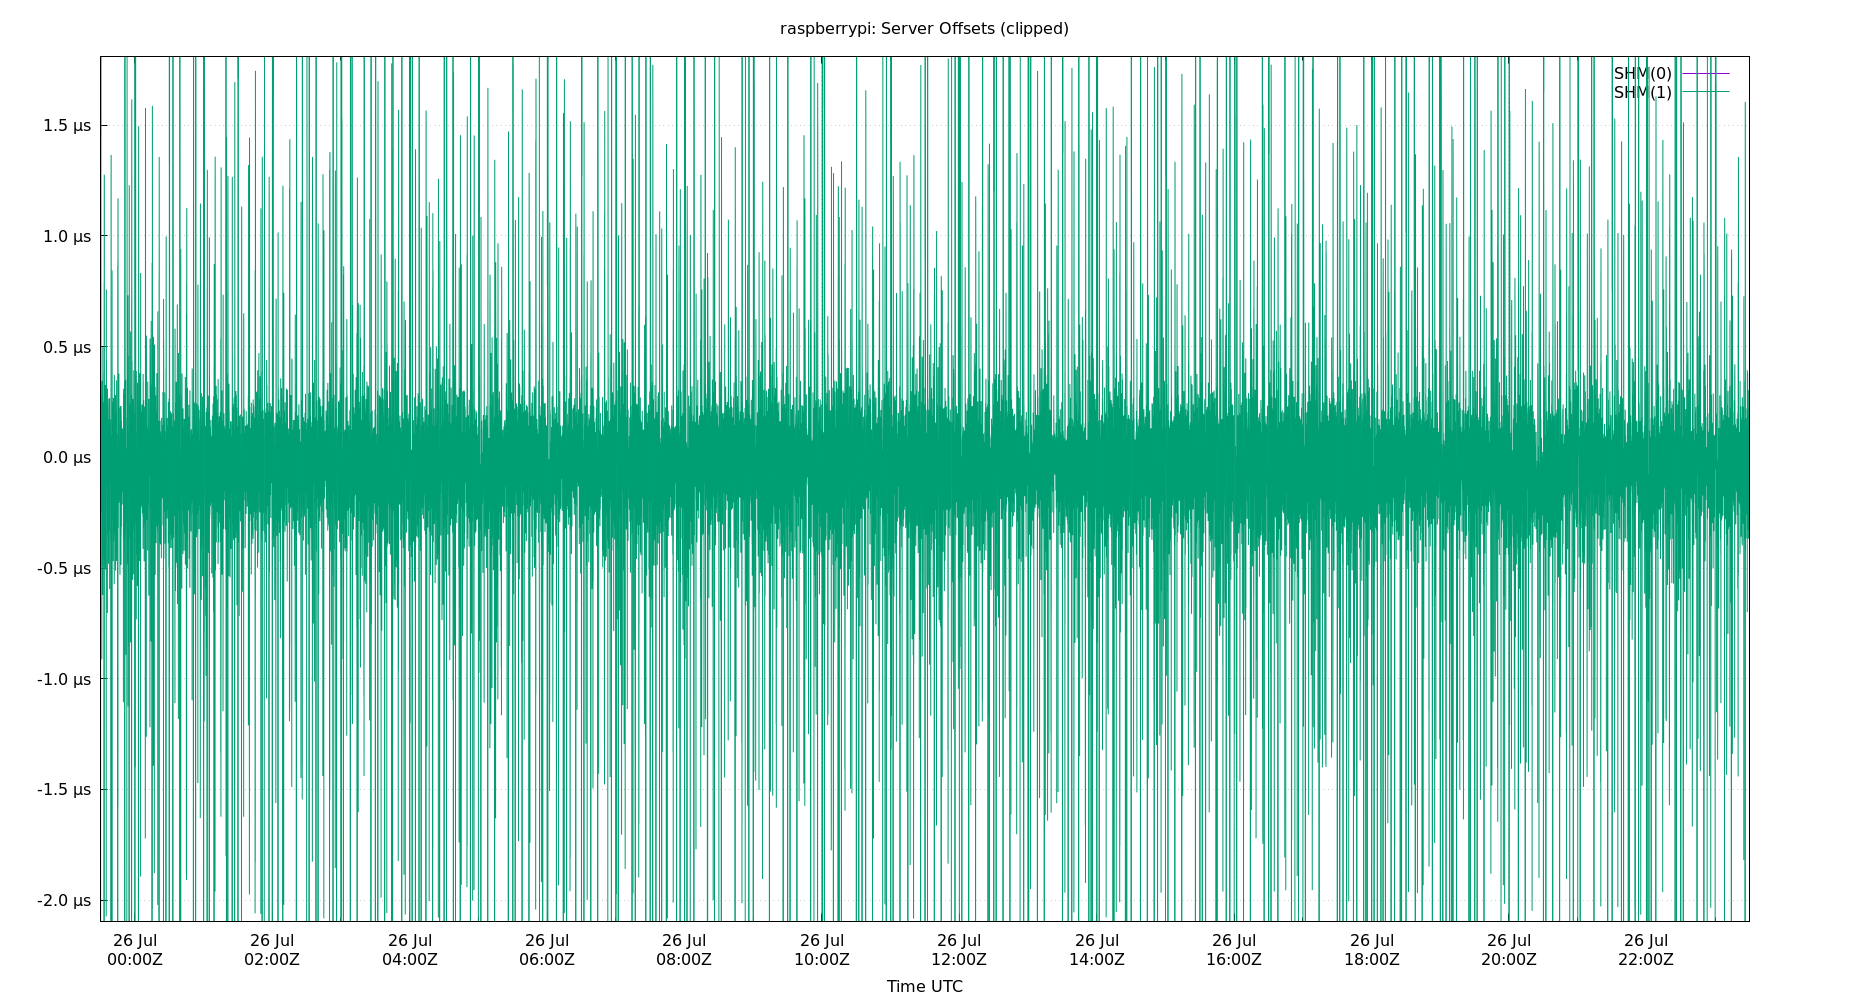 raspberrypi: Server Offsets (clipped)
SHM(0)
SHM(1)
1.5 µs
1.0 µs
0.5 µs
0.0 µs
-0.5 µs
-1.0 µs
-1.5 µs
-2.0 µs
26 Jul 26 Jul 26 Jul 26 Jul 26 Jul 26 Jul 26 Jul 26 Jul 26 Jul 26 Jul 26 Jul 26 Jul
00:00Z 02:00Z 04:00Z 06:00Z 08:00Z 10:00Z 12:00Z 14:00Z 16:00Z 18:00Z 20:00Z 22:00Z
Time UTC